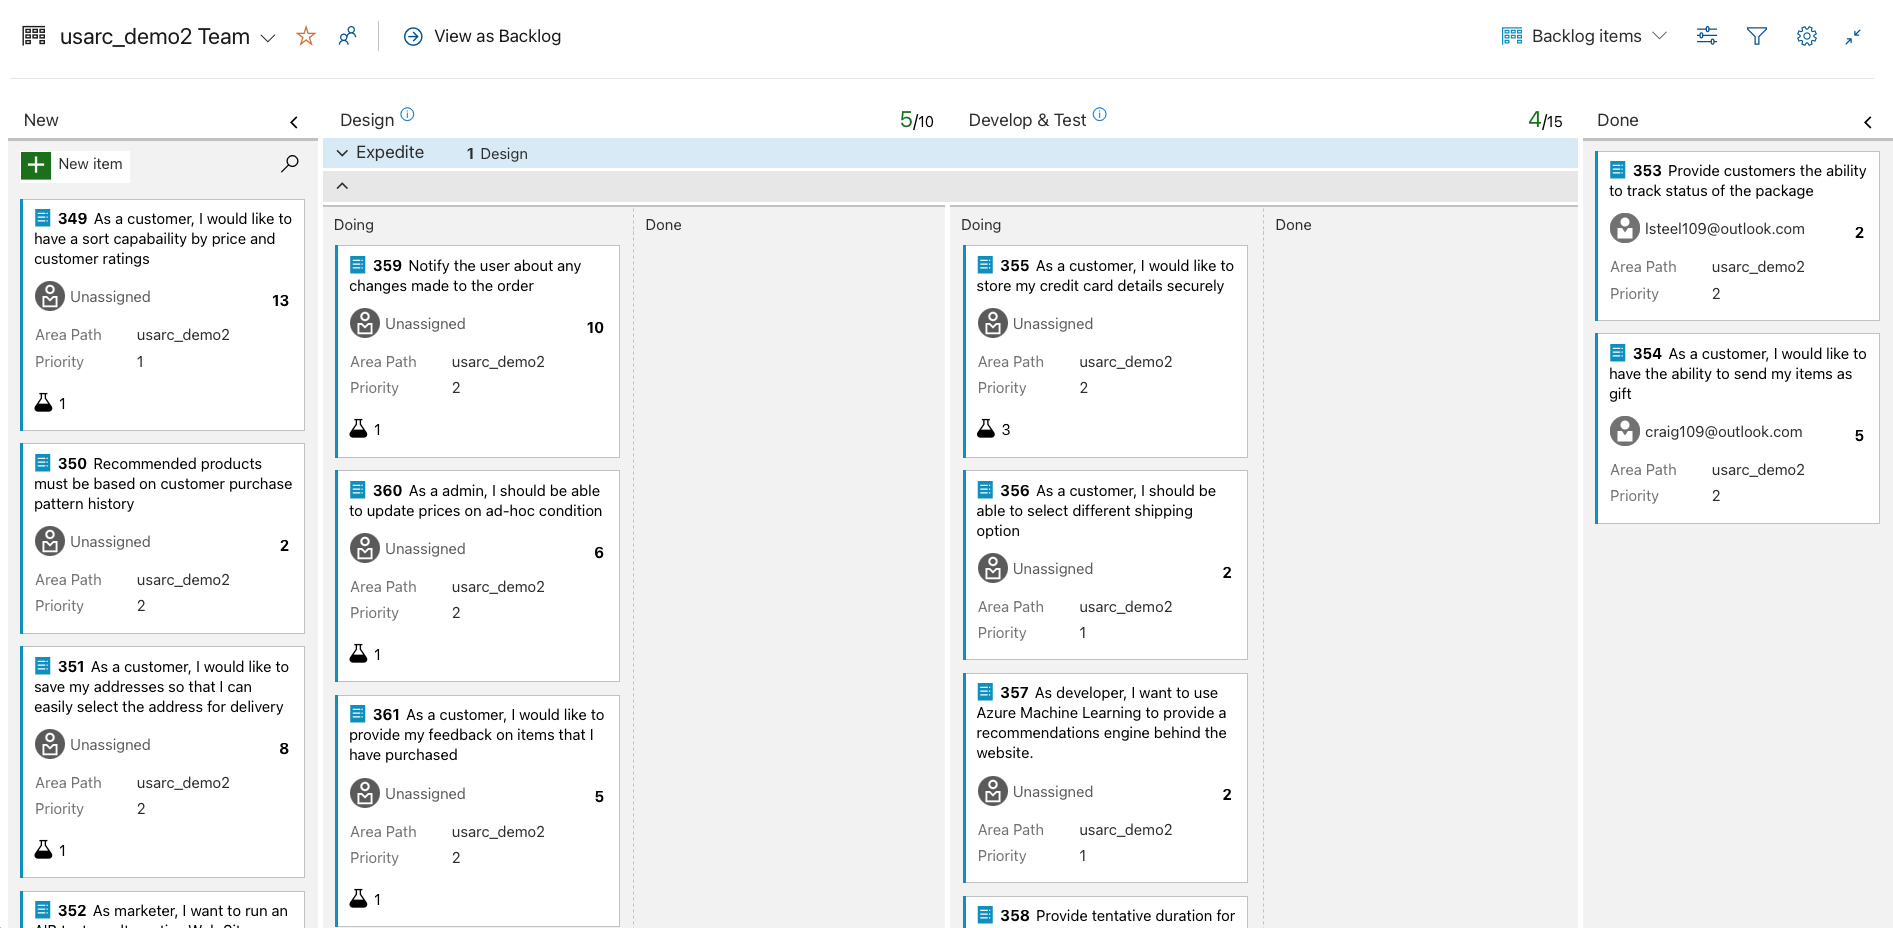 usarc_demo2 Team
View as Backlog
Backlog items
New
New item
349 As a customer, I would like to
have a sort capabaility by price and
customer ratings
Unassigned
13
Area Path usarc_demo2
Priority 1
1
350 Recommended products
must be based on customer purchase
pattern history
Unassigned
2
Area Path usarc_demo2
Priority 2
351 As a customer, I would like to
save my addresses so that I can
easily select the address for delivery
Unassigned
8
Area Path usarc_demo2
Priority 2
1
352 As marketer, I want to run an
Design
5/10
Expedite 1 Design
Doing
Done
359 Notify the user about any
changes made to the order
Unassigned
10
Area Path usarc_demo2
Priority 2
1
360 As a admin, I should be able
to update prices on ad-hoc condition
Unassigned
6
Area Path usarc_demo2
Priority 2
1
361 As a customer, I would like to
provide my feedback on items that I
have purchased
Unassigned
5
Area Path usarc_demo2
Priority 2
1
Develop & Test
4/15
Doing
Done
355 As a customer, I would like to
store my credit card details securely
Unassigned
Area Path usarc_demo2
Priority 2
3
356 As a customer, I should be
able to select different shipping
option
Unassigned
2
Area Path usarc_demo2
Priority 1
357 As developer, I want to use
Azure Machine Learning to provide a
recommendations engine behind the
website.
Unassigned
2
Area Path usarc_demo2
Priority 1
358 Provide tentative duration for
Done
353 Provide customers the ability
to track status of the package
lsteel109@outlook.com
2
Area Path usarc_demo2
Priority 2
354 As a customer, I would like to
have the ability to send my items as
gift
craig109@outlook.com
5
Area Path usarc_demo2
Priority 2